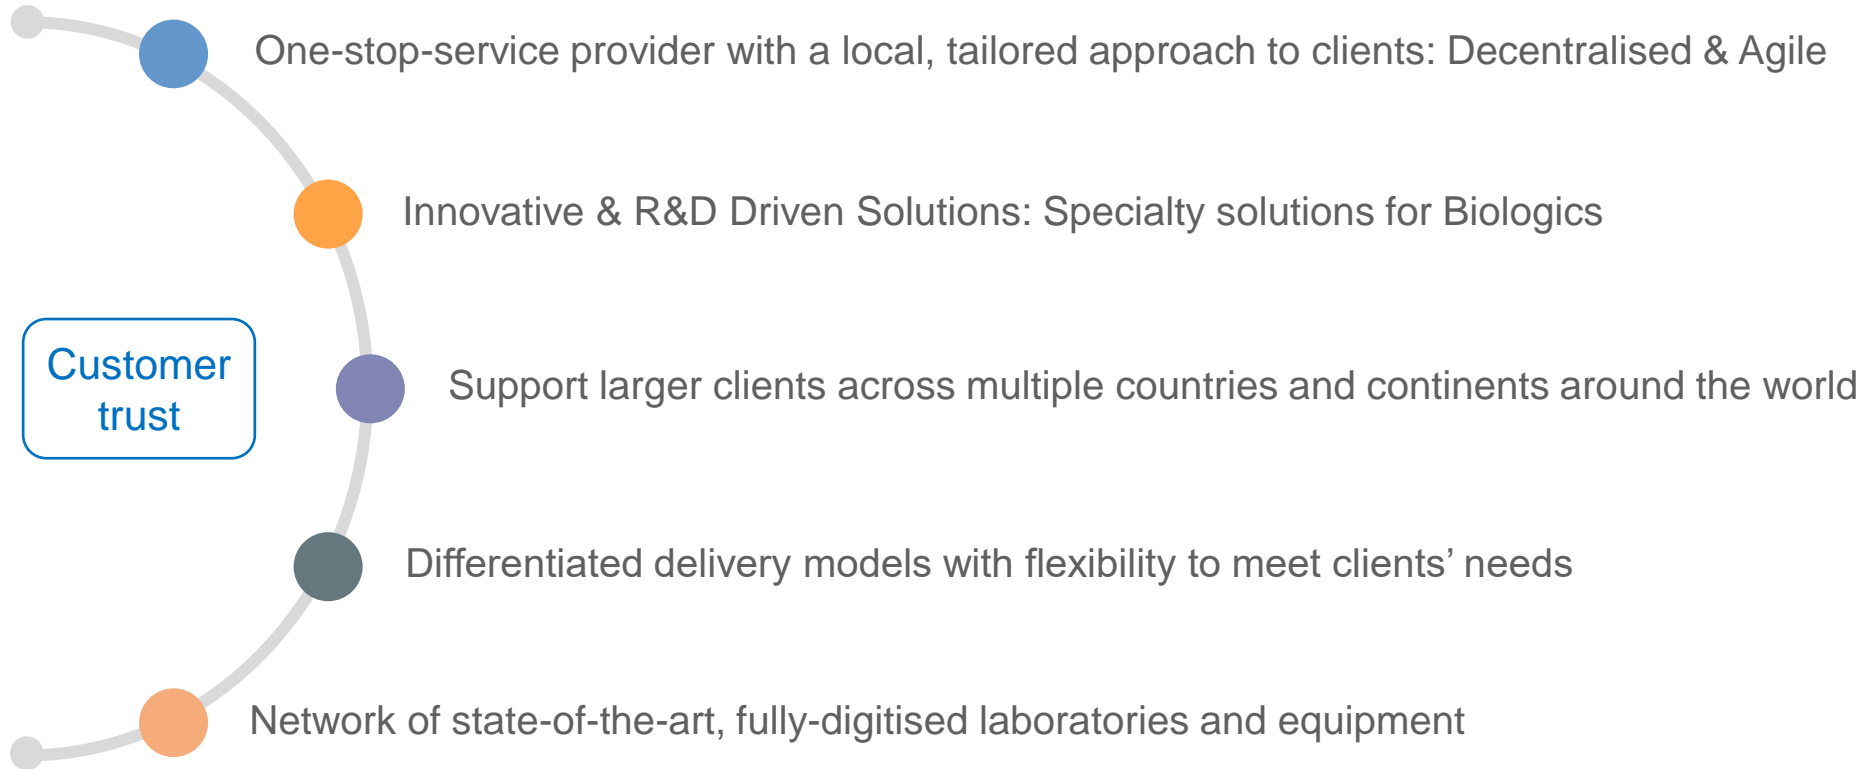 One-stop-service provider with a local, tailored approach to clients: Decentralised & Agile
Innovative & R&D Driven Solutions: Specialty solutions for Biologics
Customer
trust
Support larger clients across multiple countries and continents around the world
Differentiated delivery models with flexibility to meet clients’ needs
Network of state-of-the-art, fully-digitised laboratories and equipment